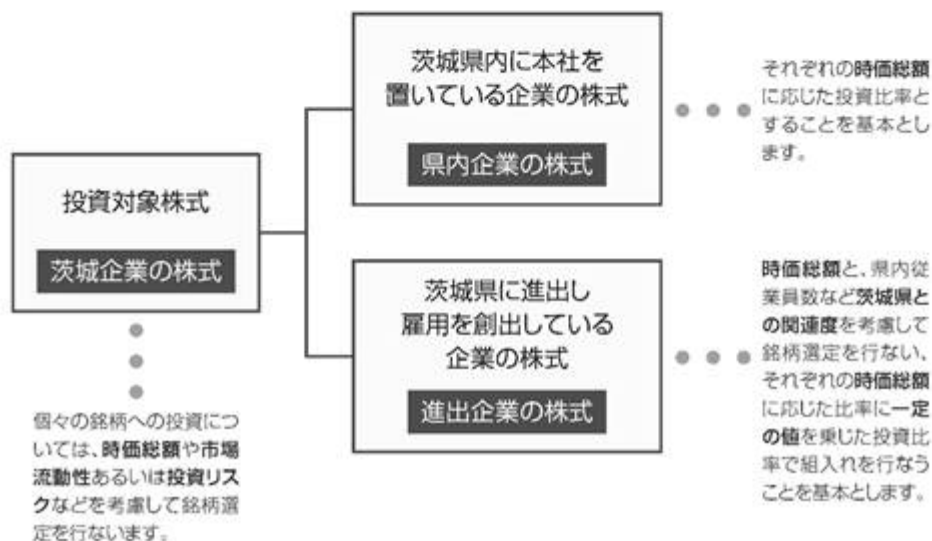 投資対象株式
茨城企業の株式
個々の銘柄への投資につ
いては、時価総額や市場
流動性あるいは投資リス
クなどを考慮して銘柄選
定を行ないます。
茨城県内に本社を
置いている企業の株式
県内企業の株式
それぞれの時価総額
に応じた投資比率と
することを基本とし
ます。
茨城県に進出し
雇用を創出している
企業の株式
進出企業の株式
時価総額と、県内従
業員数など茨城県と
の関連度を考慮して
銘柄選定を行ない、
それぞれの時価総額
に応じた比率に一定
の値を乗じた投資比
率で組入れを行なう
ことを基本とします。